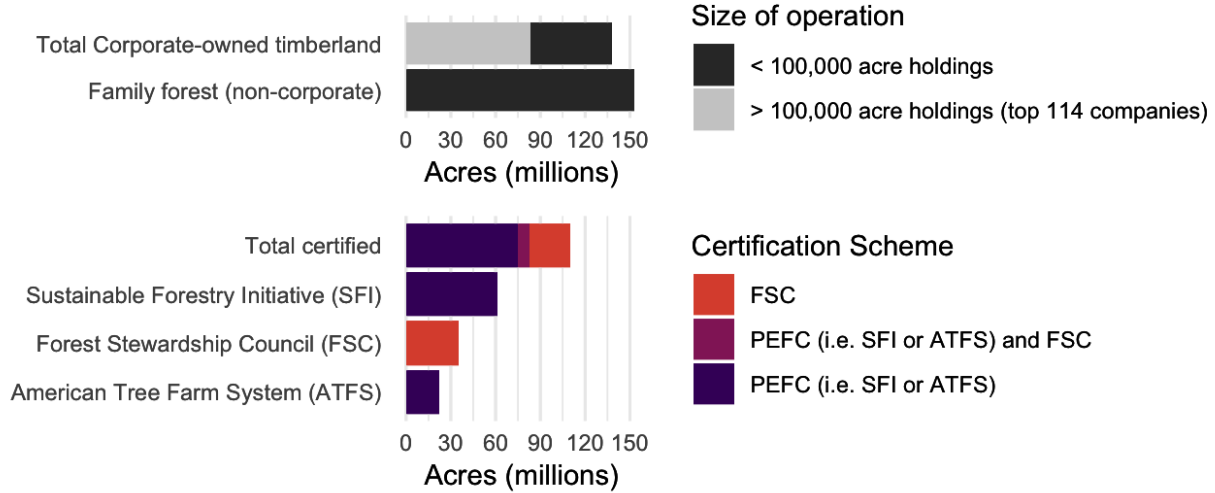 Total Corporate-owned timberland
Family forest (non-corporate)
0 30 60 90 120 150
Acres (millions)
Size of operation
< 100,000 acre holdings
> 100,000 acre holdings (top 114 companies)
Total certified
Sustainable Forestry Initiative (SFI)
Forest Stewardship Council (FSC)
American Tree Farm System (ATFS)
0 30 60 90 120 150
Acres (millions)
Certification Scheme
FSC
PEFC (i.e. SFI or ATFS) and FSC
PEFC (i.e. SFI or ATFS)